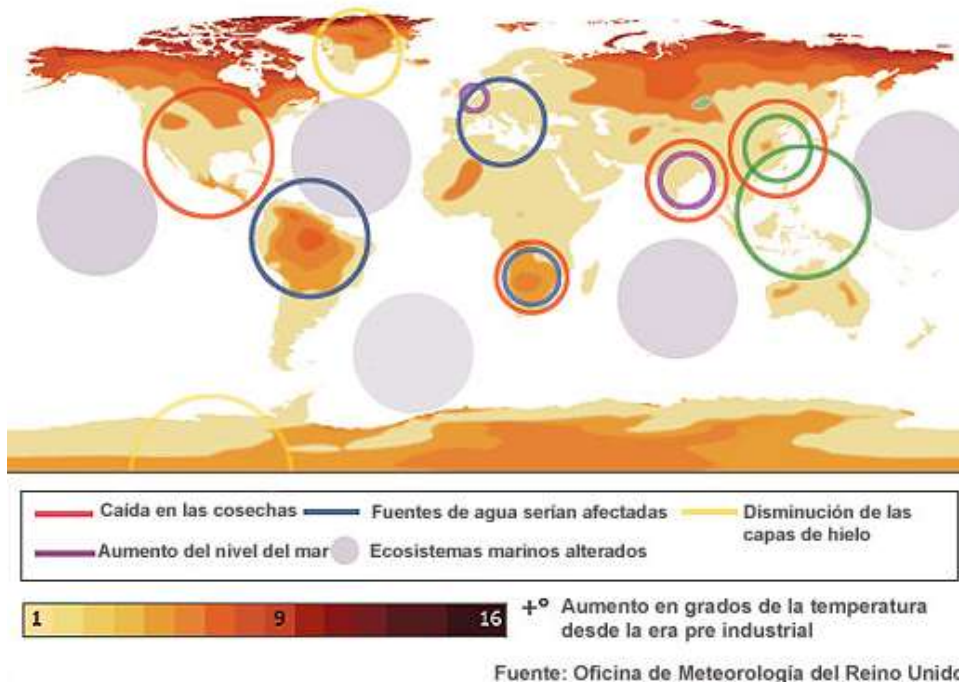 Caída en las cosechas
Fuentes de agua serían afectadas
Disminución de las
capas de hielo
Aumento del nivel del mar
Ecosistemas marinos alterados
1 9 16
+° Aumento en grados de la temperatura
desde la era pre industrial
Fuente: Oficina de Meteorología del Reino Unido